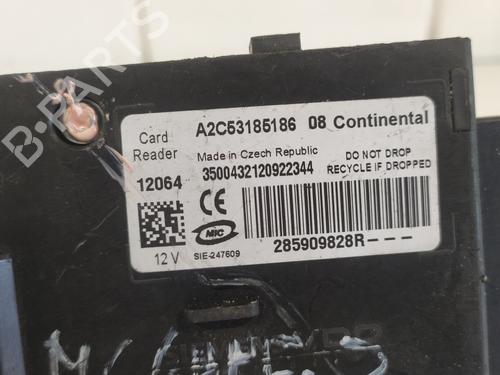 B-PARTS
Card
Reader
A2C53185186 08 Continental
Made in Czech Republic
DO NOT DROP
RECYCLE IF DROPPED
12064
3500432120922344
CE
MIC
285909828R---
12 V
SIE-247609